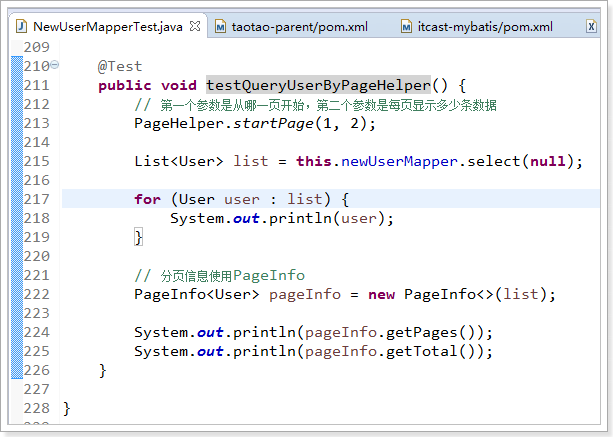 NewUserMapperTest.java taotao-parent/pom.xml itcast-mybatis/pom.xml
209
210 @Test
211 public void testQueryUserByPageHelper() {
212 // 第一个参数是从哪一页开始，第二个参数是每页显示多少条数据
213 PageHelper.startPage(1, 2);
214
215 List<User> list = this.newUserMapper.select(null);
216
217 for (User user : list) {
218 System.out.println(user);
219 }
220
221 // 分页信息使用PageInfo
222 PageInfo<User> pageInfo = new PageInfo<>(list);
223
224 System.out.println(pageInfo.getPages());
225 System.out.println(pageInfo.getTotal());
226 }
227
228 }
229